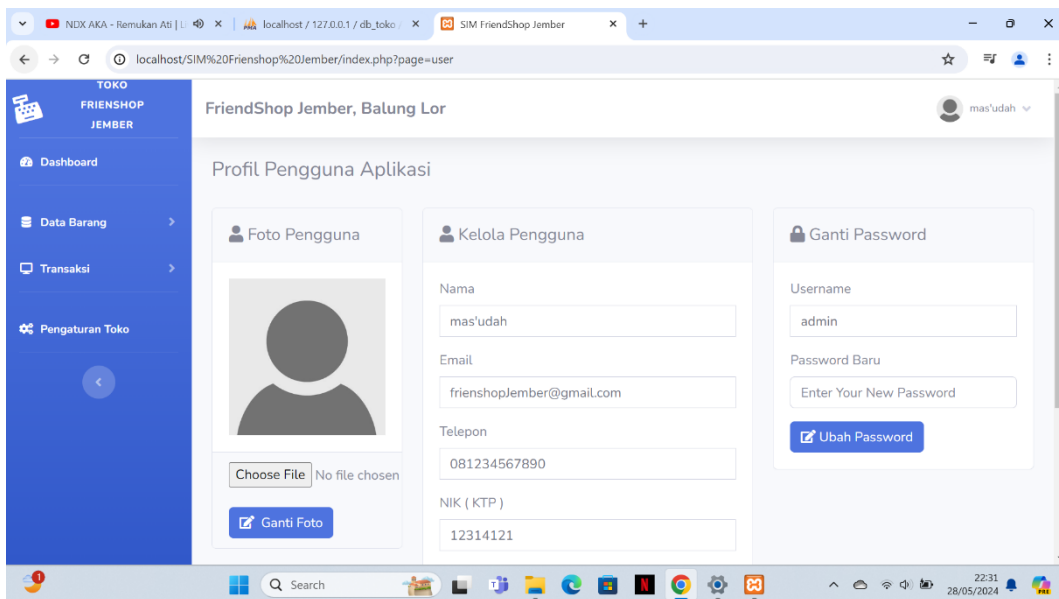 NDX AKA - Remukan Ati | L
localhost / 127.0.0.1 / db_toko /
SIM FriendShop Jember
localhost/SIM%20Frienshop%20Jember/index.php?page=user
TOKO
FRIENSHOP
JEMBER
FriendShop Jember, Balung Lor
mas'udah
Dashboard
Data Barang
Transaksi
Pengaturan Toko
Profil Pengguna Aplikasi
Foto Pengguna
Choose File No file chosen
Ganti Foto
Kelola Pengguna
Nama
mas'udah
Email
frienshopJember@gmail.com
Telepon
081234567890
NIK ( KTP )
12314121
Ganti Password
Username
admin
Password Baru
Enter Your New Password
Ubah Password
1
Search
22:31
28/05/2024